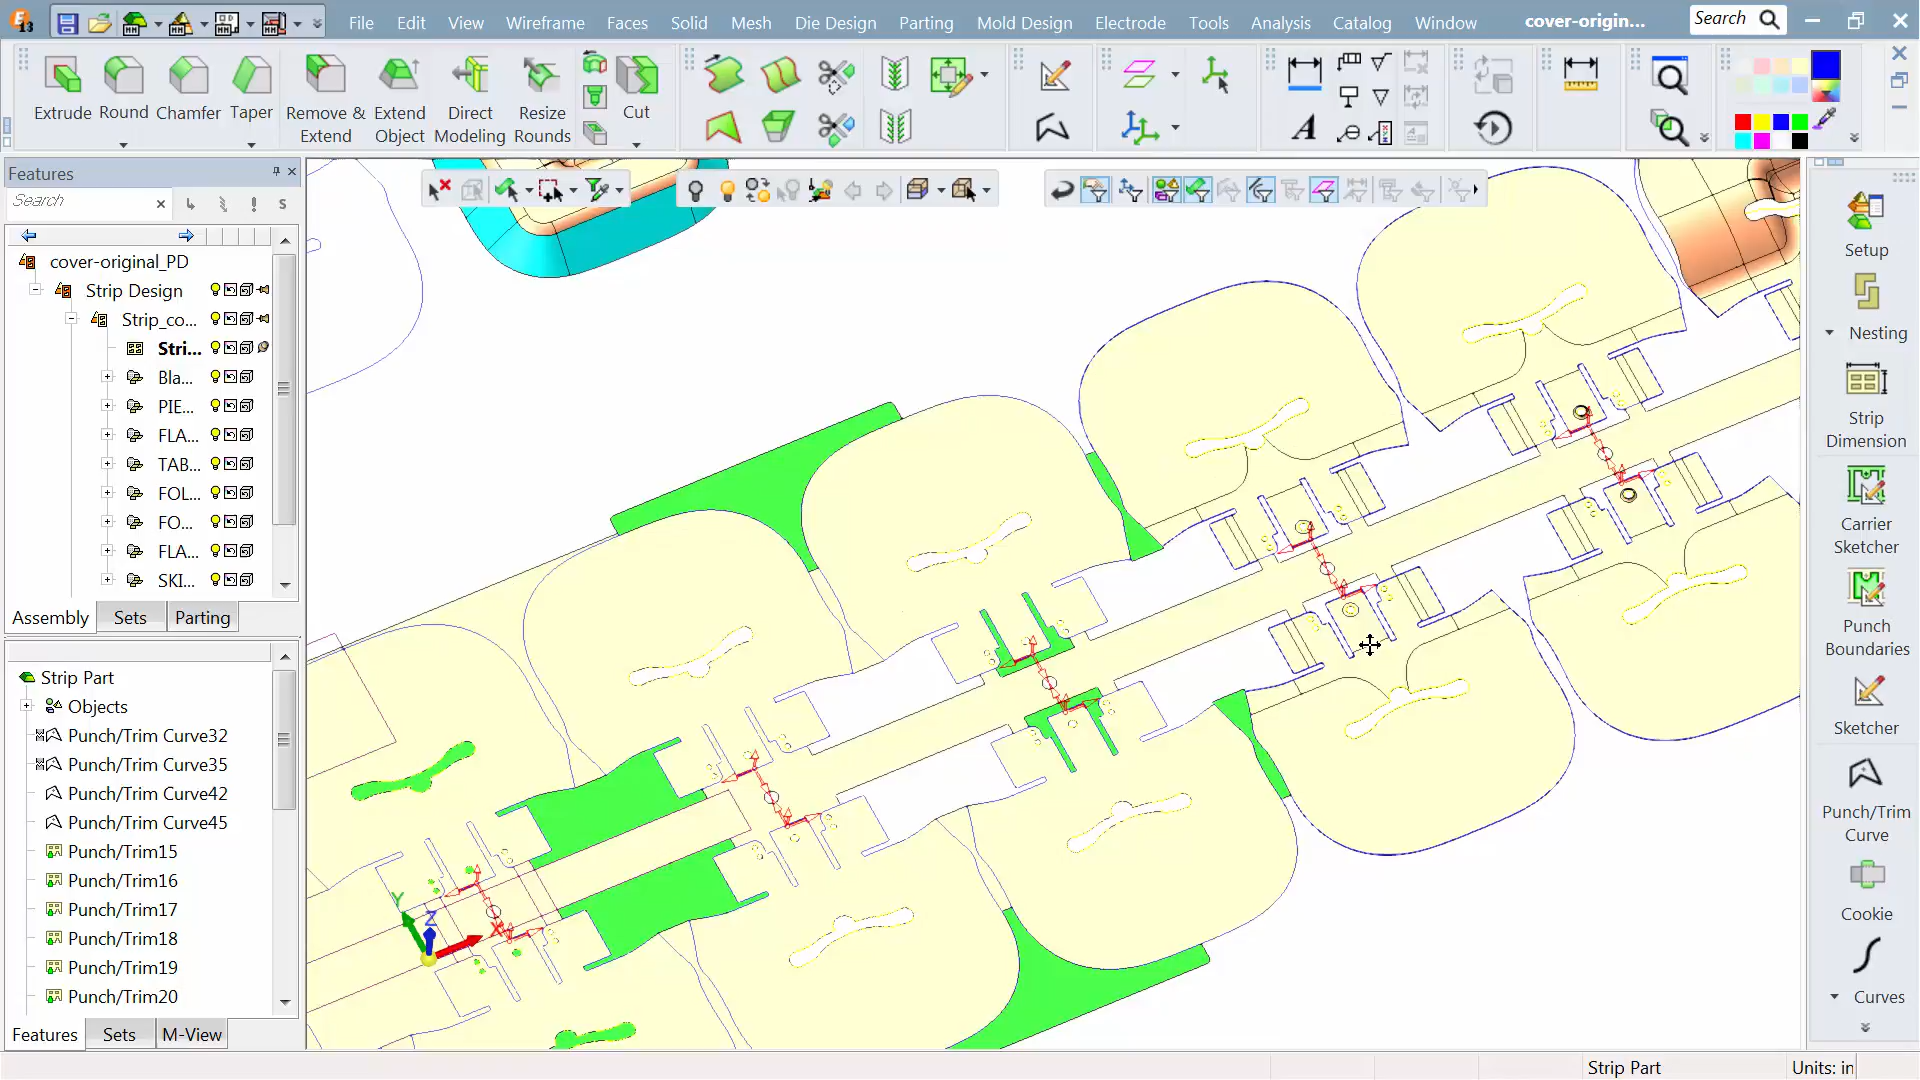 File Edit View Wireframe Faces Solid Mesh Die Design Parting Mold Design Electrode Tools Analysis Catalog Window cover-origin... Search
Extrude Round Chamfer Taper Remove & Extend Extend Object Direct Modeling Resize Rounds Cut
Features
Search
S
cover-original_PD
Strip Design
Strip_co...
Stri...
Bla...
PIE...
FLA...
TAB...
FOL...
FO...
FLA...
SKI...
Assembly Sets Parting
Strip Part
Objects
Punch/Trim Curve32
Punch/Trim Curve35
Punch/Trim Curve42
Punch/Trim Curve45
Punch/Trim15
Punch/Trim16
Punch/Trim17
Punch/Trim18
Punch/Trim19
Punch/Trim20
Features Sets M-View
Y
Z
X
Setup
Nesting
Strip Dimension
Carrier Sketcher
Punch Boundaries
Sketcher
Punch/Trim Curve
Cookie
Curves
Strip Part Units: in